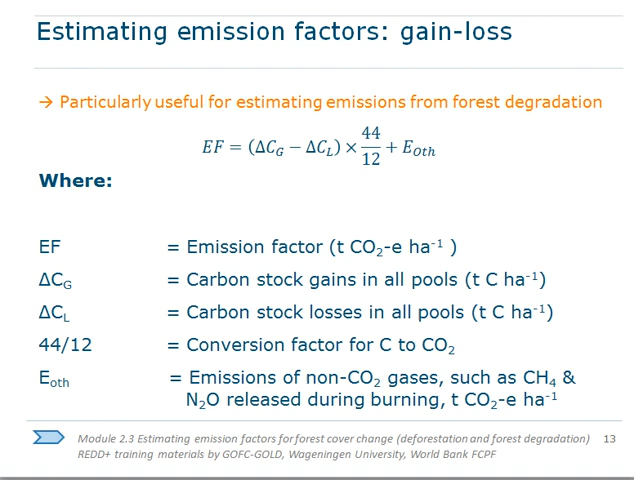 Estimating emission factors: gain-loss
→ Particularly useful for estimating emissions from forest degradation
EF = (ΔC_G − ΔC_L) × 44/12 + E_Oth
Where:
EF = Emission factor (t CO₂-e ha⁻¹ )
ΔC_G = Carbon stock gains in all pools (t C ha⁻¹)
ΔC_L = Carbon stock losses in all pools (t C ha⁻¹)
44/12 = Conversion factor for C to CO₂
E_oth = Emissions of non-CO₂ gases, such as CH₄ &
N₂O released during burning, t CO₂-e ha⁻¹
Module 2.3 Estimating emission factors for forest cover change (deforestation and forest degradation) 13
REDD+ training materials by GOFC-GOLD, Wageningen University, World Bank FCPF